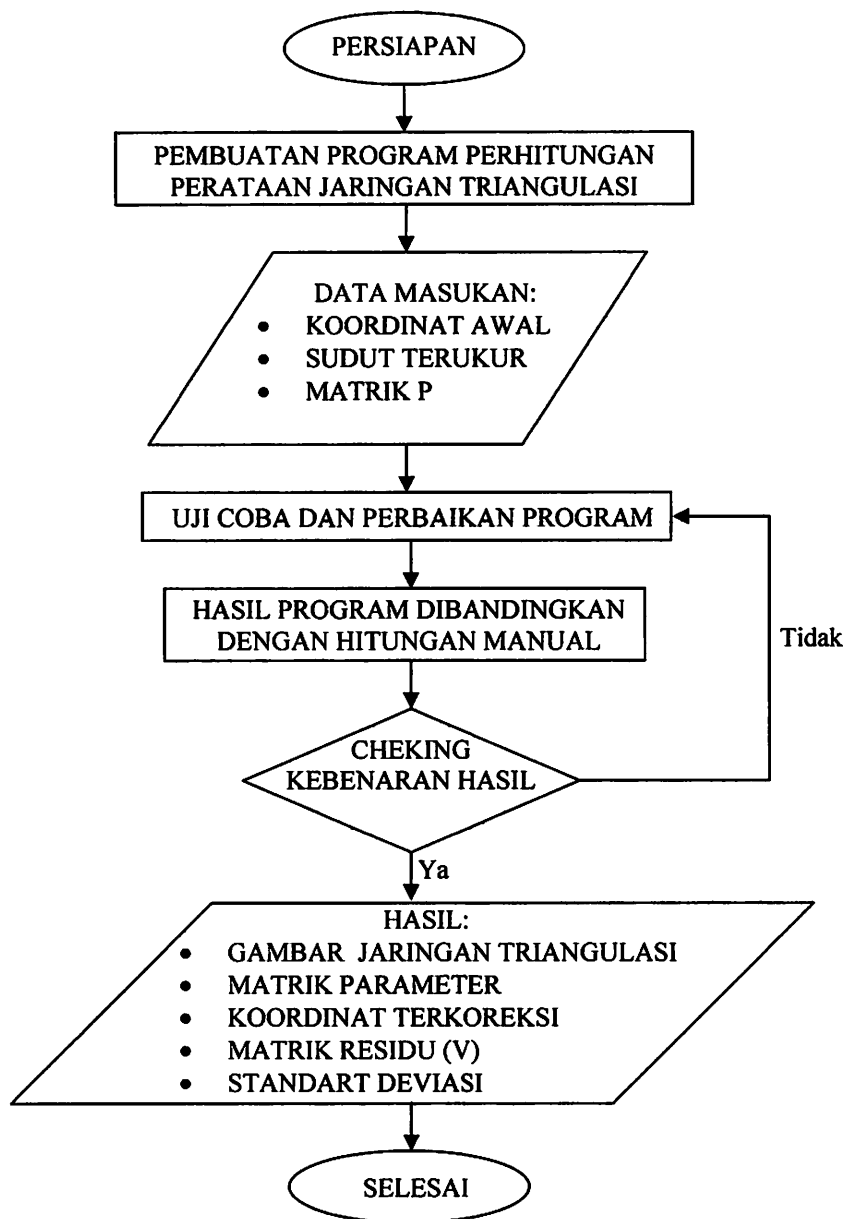 PERSIAPAN
PEMBUATAN PROGRAM PERHITUNGAN
PERATAAN JARINGAN TRIANGULASI
DATA MASUKAN:
• KOORDINAT AWAL
• SUDUT TERUKUR
• MATRIK P
UJI COBA DAN PERBAIKAN PROGRAM
HASIL PROGRAM DIBANDINGKAN
DENGAN HITUNGAN MANUAL
Tidak
CHEKING
KEBENARAN HASIL
Ya
HASIL:
• GAMBAR JARINGAN TRIANGULASI
• MATRIK PARAMETER
• KOORDINAT TERKOREKSI
• MATRIK RESIDU (V)
• STANDART DEVIASI
SELESAI